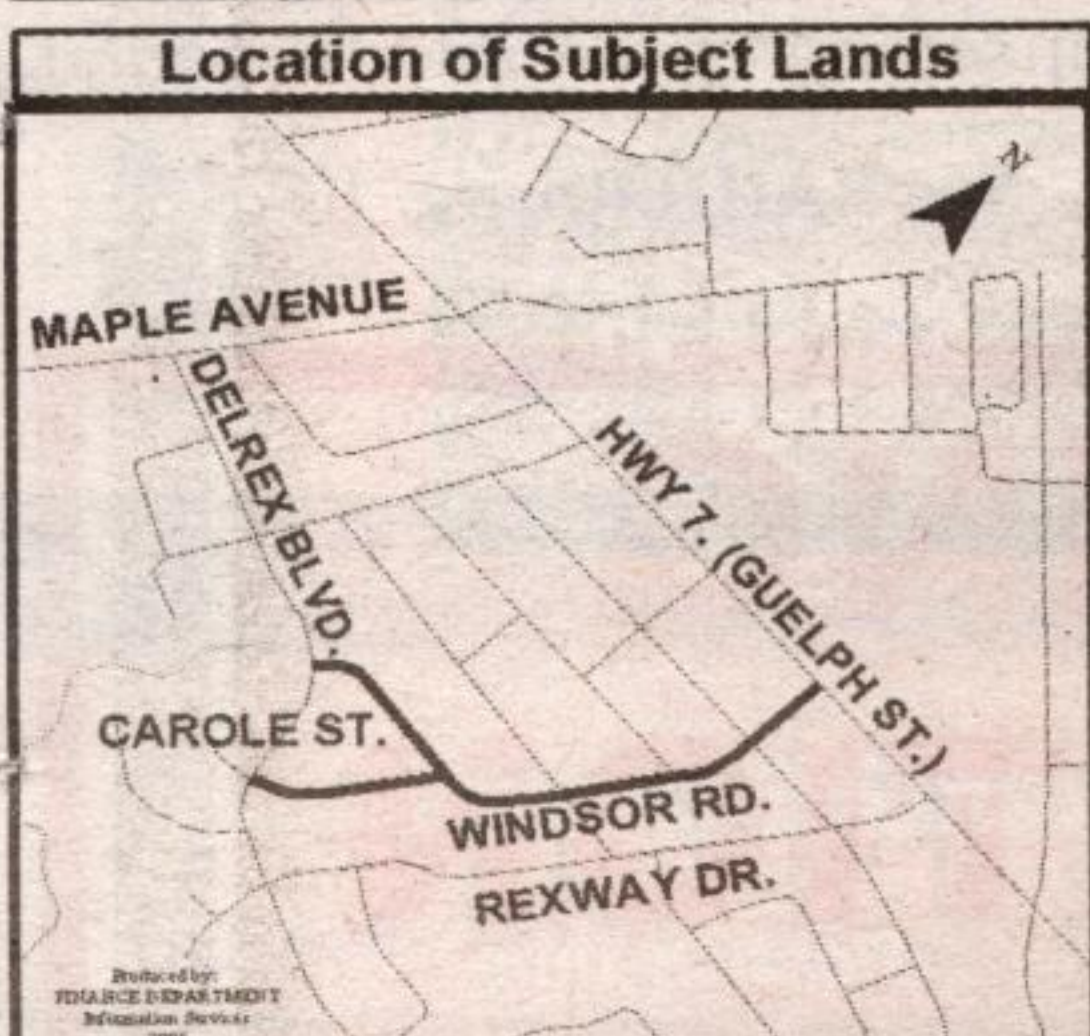 Location of Subject Lands
N
MAPLE AVENUE
DELREX BLVD.
HWY 7. (GUELPH ST.)
CAROLE ST.
WINDSOR RD.
REXWAY DR.
Produced by:
FINANCE DEPARTMENT
Information Services